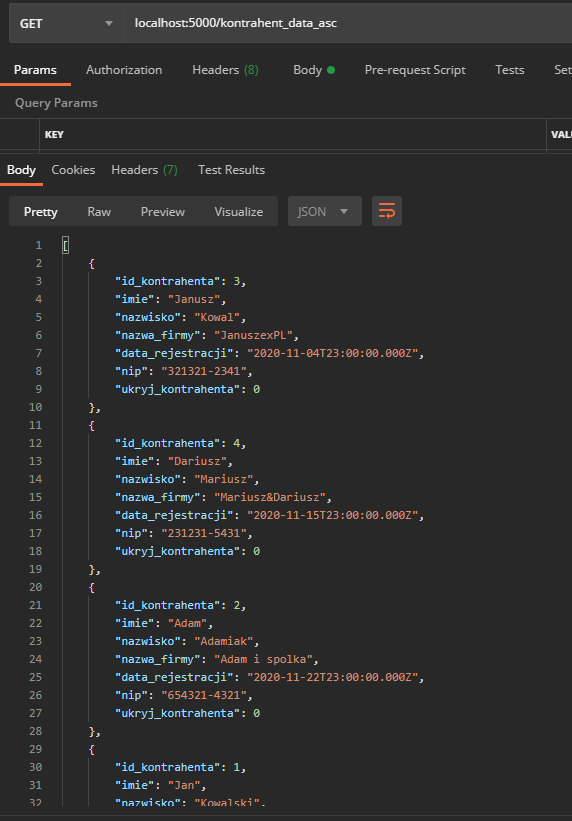 GET localhost:5000/kontrahent_data_asc
Params Authorization Headers (8) Body Pre-request Script Tests Set
Query Params
KEY VALU
Body Cookies Headers (7) Test Results
Pretty Raw Preview Visualize JSON
1 [
2 {
3 "id_kontrahenta": 3,
4 "imie": "Janusz",
5 "nazwisko": "Kowal",
6 "nazwa_firmy": "JanuszexPL",
7 "data_rejestracji": "2020-11-04T23:00:00.000Z",
8 "nip": "321321-2341",
9 "ukryj_kontrahenta": 0
10 },
11 {
12 "id_kontrahenta": 4,
13 "imie": "Dariusz",
14 "nazwisko": "Mariusz",
15 "nazwa_firmy": "Mariusz&Dariusz",
16 "data_rejestracji": "2020-11-15T23:00:00.000Z",
17 "nip": "231231-5431",
18 "ukryj_kontrahenta": 0
19 },
20 {
21 "id_kontrahenta": 2,
22 "imie": "Adam",
23 "nazwisko": "Adamiak",
24 "nazwa_firmy": "Adam i spolka",
25 "data_rejestracji": "2020-11-22T23:00:00.000Z",
26 "nip": "654321-4321",
27 "ukryj_kontrahenta": 0
28 },
29 {
30 "id_kontrahenta": 1,
31 "imie": "Jan",
32 "nazwisko": "Kowalski",